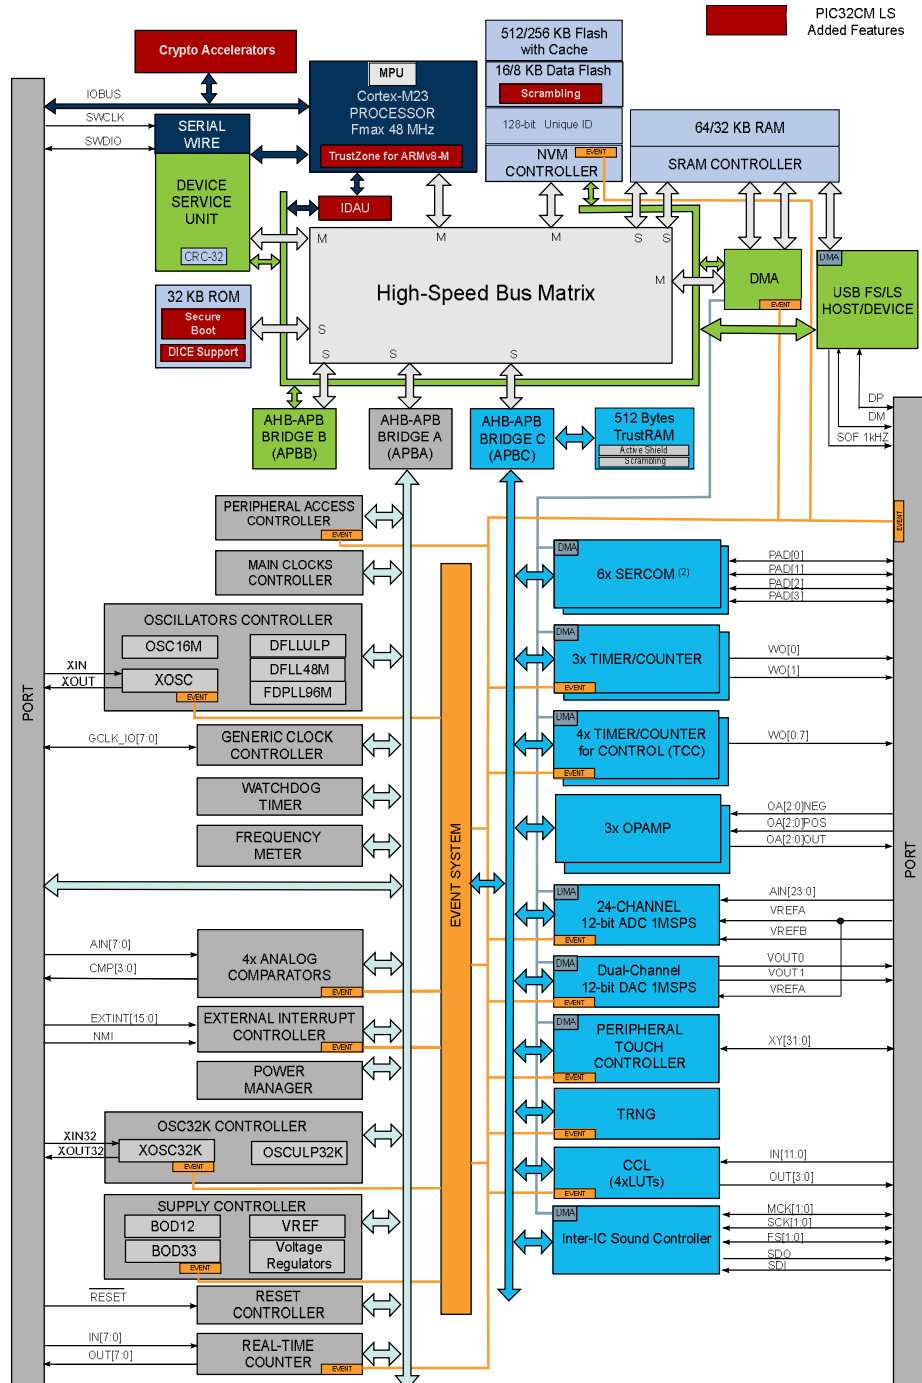 PIC32CM LS
Added Features
Crypto Accelerators
IOBUS
SWCLK
SWDIO
SERIAL
WIRE
DEVICE
SERVICE
UNIT
CRC-32
MPU
Cortex-M23
PROCESSOR
Fmax 48 MHz
TrustZone for ARMv8-M
IDAU
512/256 KB Flash
with Cache
16/8 KB Data Flash
Scrambling
128-bit Unique ID
NVM
CONTROLLER
EVENT
64/32 KB RAM
SRAM CONTROLLER
M
M
M
S
S
M
S
S
S
S
High-Speed Bus Matrix
DMA
EVENT
DMA
USB FS/LS
HOST/DEVICE
32 KB ROM
Secure
Boot
DICE Support
DP
DM
SOF 1kHZ
AHB-APB
BRIDGE B
(APBB)
AHB-APB
BRIDGE A
(APBA)
AHB-APB
BRIDGE C
(APBC)
512 Bytes
TrustRAM
Active Shield
Scrambling
PORT
PORT
EVENT
EVENT SYSTEM
PERIPHERAL ACCESS
CONTROLLER
EVENT
MAIN CLOCKS
CONTROLLER
OSCILLATORS CONTROLLER
OSC16M
XOSC
EVENT
DFLLULP
DFLL48M
FDPLL96M
XIN
XOUT
GCLK_IO[7:0]
GENERIC CLOCK
CONTROLLER
WATCHDOG
TIMER
FREQUENCY
METER
AIN[7:0]
CMP[3:0]
4x ANALOG
COMPARATORS
EVENT
EXTINT[15:0]
NMI
EXTERNAL INTERRUPT
CONTROLLER
EVENT
POWER
MANAGER
OSC32K CONTROLLER
XIN32
XOUT32
XOSC32K
EVENT
OSCULP32K
SUPPLY CONTROLLER
BOD12
BOD33
EVENT
VREF
Voltage
Regulators
RESET
RESET
CONTROLLER
IN[7:0]
OUT[7:0]
REAL-TIME
COUNTER
EVENT
DMA
6x SERCOM (2)
PAD[0]
PAD[1]
PAD[2]
PAD[3]
DMA
3x TIMER/COUNTER
EVENT
WO[0]
WO[1]
DMA
4x TIMER/COUNTER
for CONTROL (TCC)
EVENT
WO[0:7]
3x OPAMP
OA[2:0]NEG
OA[2:0]POS
OA[2:0]OUT
DMA
24-CHANNEL
12-bit ADC 1MSPS
EVENT
AIN[23:0]
VREFA
VREFB
DMA
Dual-Channel
12-bit DAC 1MSPS
EVENT
VOUT0
VOUT1
VREFA
DMA
PERIPHERAL
TOUCH
CONTROLLER
EVENT
XY[31:0]
TRNG
EVENT
CCL
(4xLUTs)
EVENT
IN[11:0]
OUT[3:0]
DMA
Inter-IC Sound Controller
MCK[1:0]
SCK[1:0]
FS[1:0]
SDO
SDI